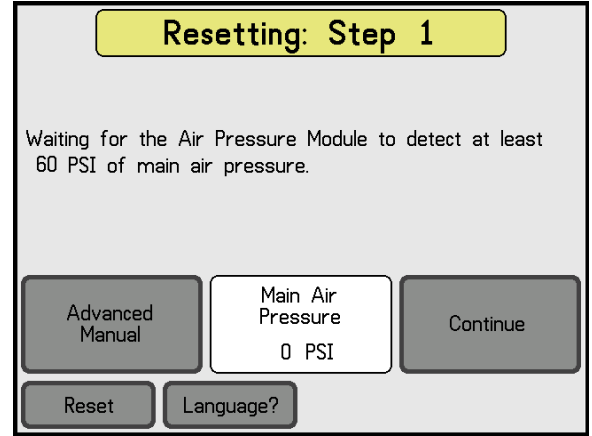 Resetting: Step 1
Waiting for the Air Pressure Module to detect at least
60 PSI of main air pressure.
Advanced
Manual
Main Air
Pressure
0 PSI
Continue
Reset
Language?